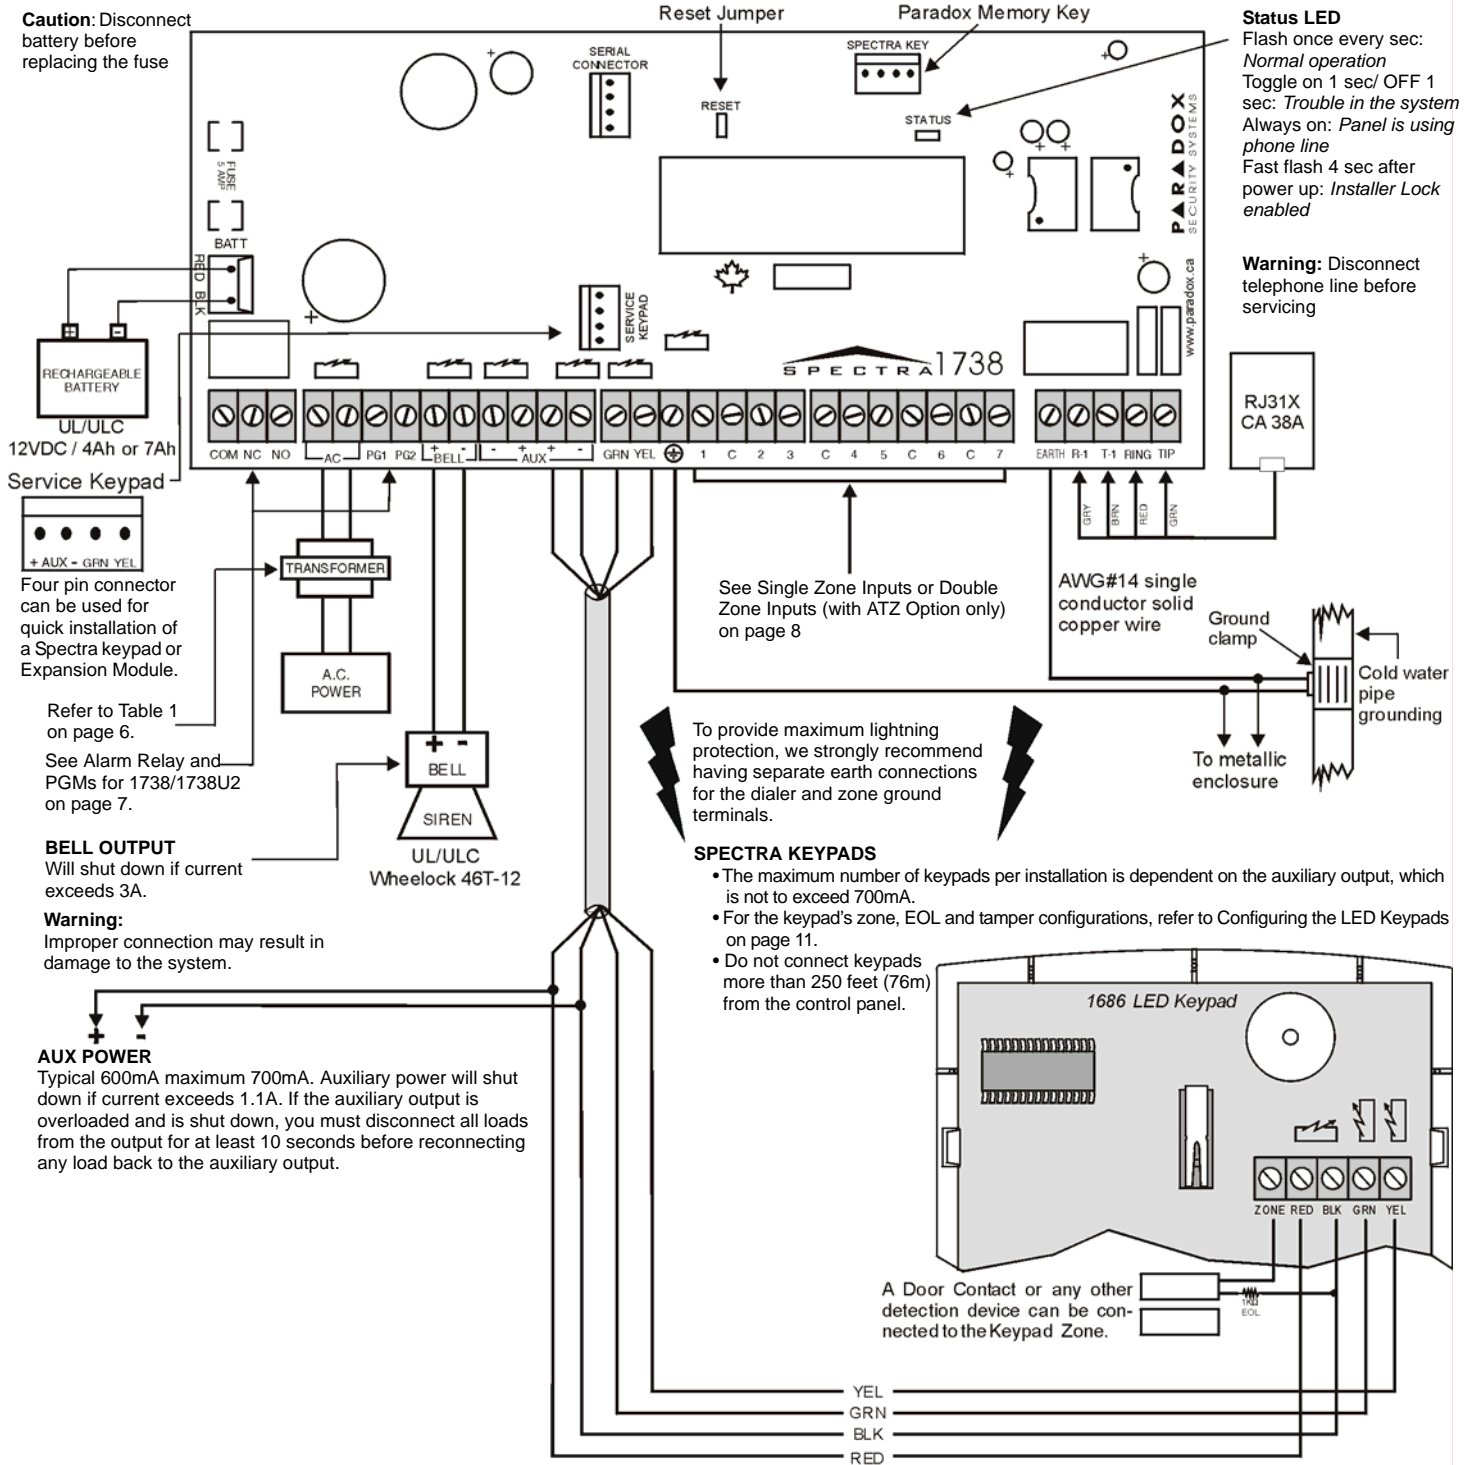 Caution: Disconnect
battery before
replacing the fuse
Reset Jumper
Paradox Memory Key
Status LED
Flash once every sec:
Normal operation
Toggle on 1 sec/ OFF 1
sec: Trouble in the system
Always on: Panel is using
phone line
Fast flash 4 sec after
power up: Installer Lock
enabled
Warning: Disconnect
telephone line before
servicing
SERIAL
CONNECTOR
SPECTRA KEY
RESET
STATUS
PARADOX
SECURITY SYSTEMS
www.paradox.ca
FUSE
5 AMP
BATT
RED
BLK
+ -
RECHARGEABLE
BATTERY
UL/ULC
12VDC / 4Ah or 7Ah
SERVICE
KEYPAD
SPECTRA 1738
RJ31X
CA 38A
COM NC NO AC PG1 PG2 + BELL - - + AUX + - GRN YEL 1 C 2 3 C 4 5 C 6 C 7 EARTH R-1 T-1 RING TIP
GRY
BRN
RED
GRN
Service Keypad
+ AUX - GRN YEL
Four pin connector
can be used for
quick installation of
a Spectra keypad or
Expansion Module.
TRANSFORMER
A.C.
POWER
Refer to Table 1
on page 6.
See Alarm Relay and
PGMs for 1738/1738U2
on page 7.
See Single Zone Inputs or Double
Zone Inputs (with ATZ Option only)
on page 8
AWG#14 single
conductor solid
copper wire
Ground
clamp
Cold water
pipe
grounding
To metallic
enclosure
To provide maximum lightning
protection, we strongly recommend
having separate earth connections
for the dialer and zone ground
terminals.
+ -
BELL
SIREN
UL/ULC
Wheelock 46T-12
BELL OUTPUT
Will shut down if current
exceeds 3A.
Warning:
Improper connection may result in
damage to the system.
SPECTRA KEYPADS
• The maximum number of keypads per installation is dependent on the auxiliary output, which
is not to exceed 700mA.
• For the keypad's zone, EOL and tamper configurations, refer to Configuring the LED Keypads
on page 11.
• Do not connect keypads
more than 250 feet (76m)
from the control panel.
+ -
AUX POWER
Typical 600mA maximum 700mA. Auxiliary power will shut
down if current exceeds 1.1A. If the auxiliary output is
overloaded and is shut down, you must disconnect all loads
from the output for at least 10 seconds before reconnecting
any load back to the auxiliary output.
1686 LED Keypad
ZONE RED BLK GRN YEL
A Door Contact or any other
detection device can be con-
nected to the Keypad Zone.
1KΩ
EOL
YEL
GRN
BLK
RED